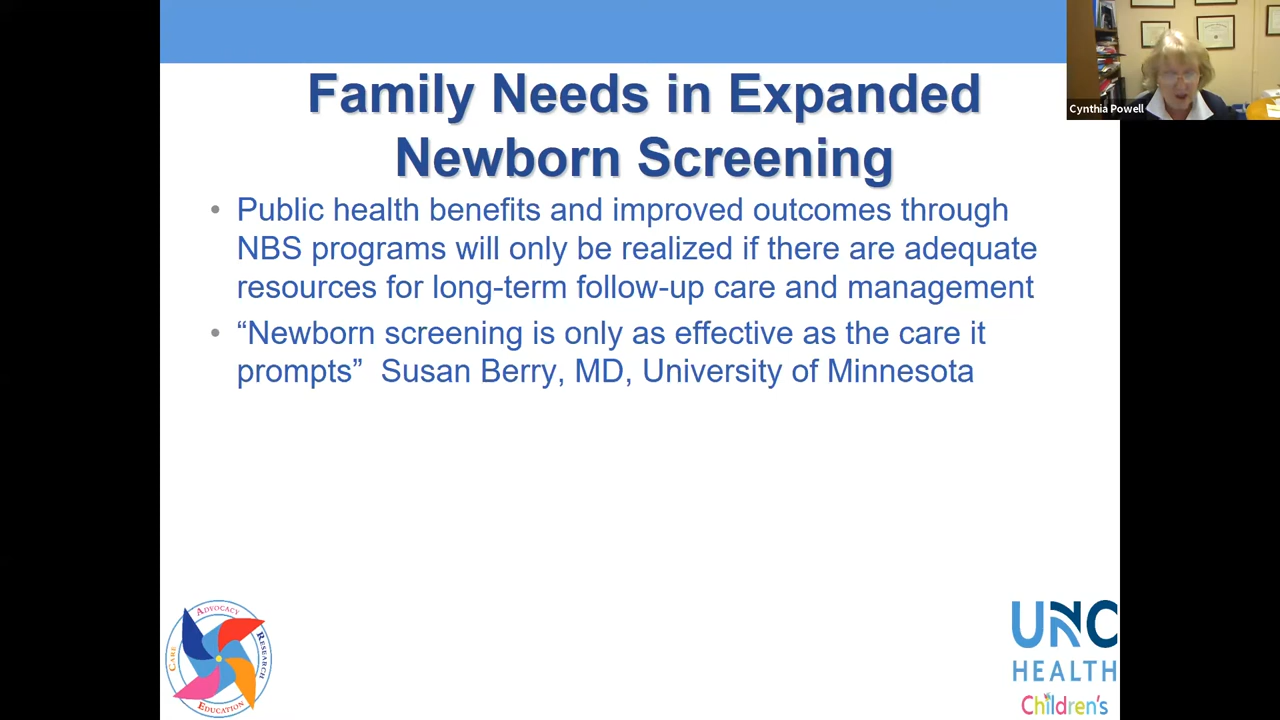 Family Needs in Expanded
Newborn Screening
Cynthia Powell
• Public health benefits and improved outcomes through
NBS programs will only be realized if there are adequate
resources for long-term follow-up care and management
• “Newborn screening is only as effective as the care it
prompts”  Susan Berry, MD, University of Minnesota
ADVOCACY
RESEARCH
EDUCATION
CARE
UNC
HEALTH
Children's